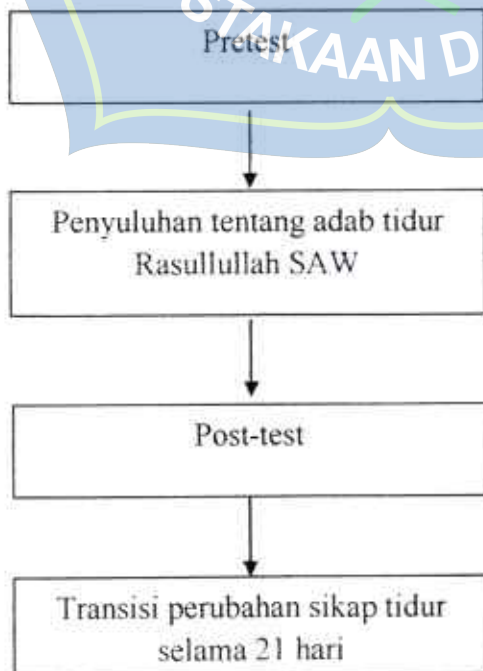 STAKAAN D
Pretest
Penyuluhan tentang adab tidur
Rasullullah SAW
Post-test
Transisi perubahan sikap tidur
selama 21 hari